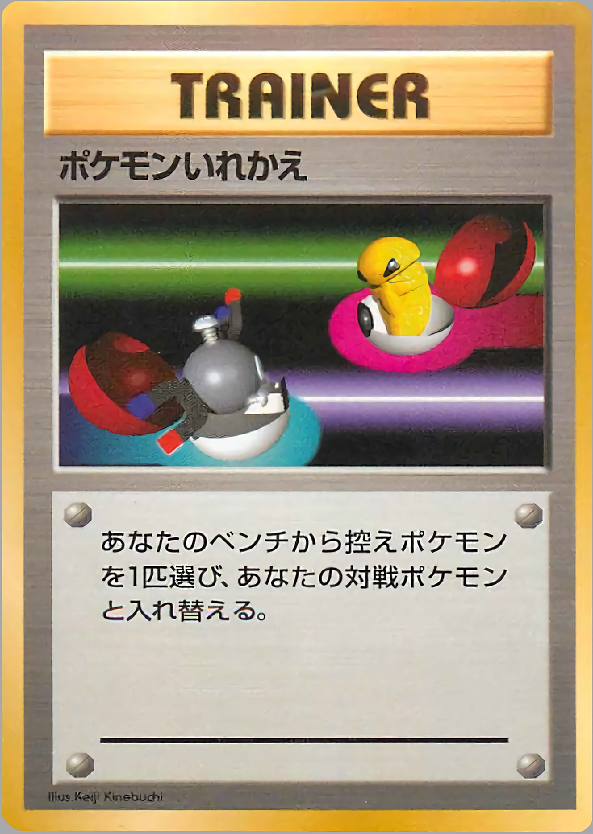 TRAINER
ポケモンいれかえ
あなたのベンチから控えポケモン
を1匹選び、あなたの対戦ポケモン
と入れ替える。
Illus. Keiji Kinebuchi